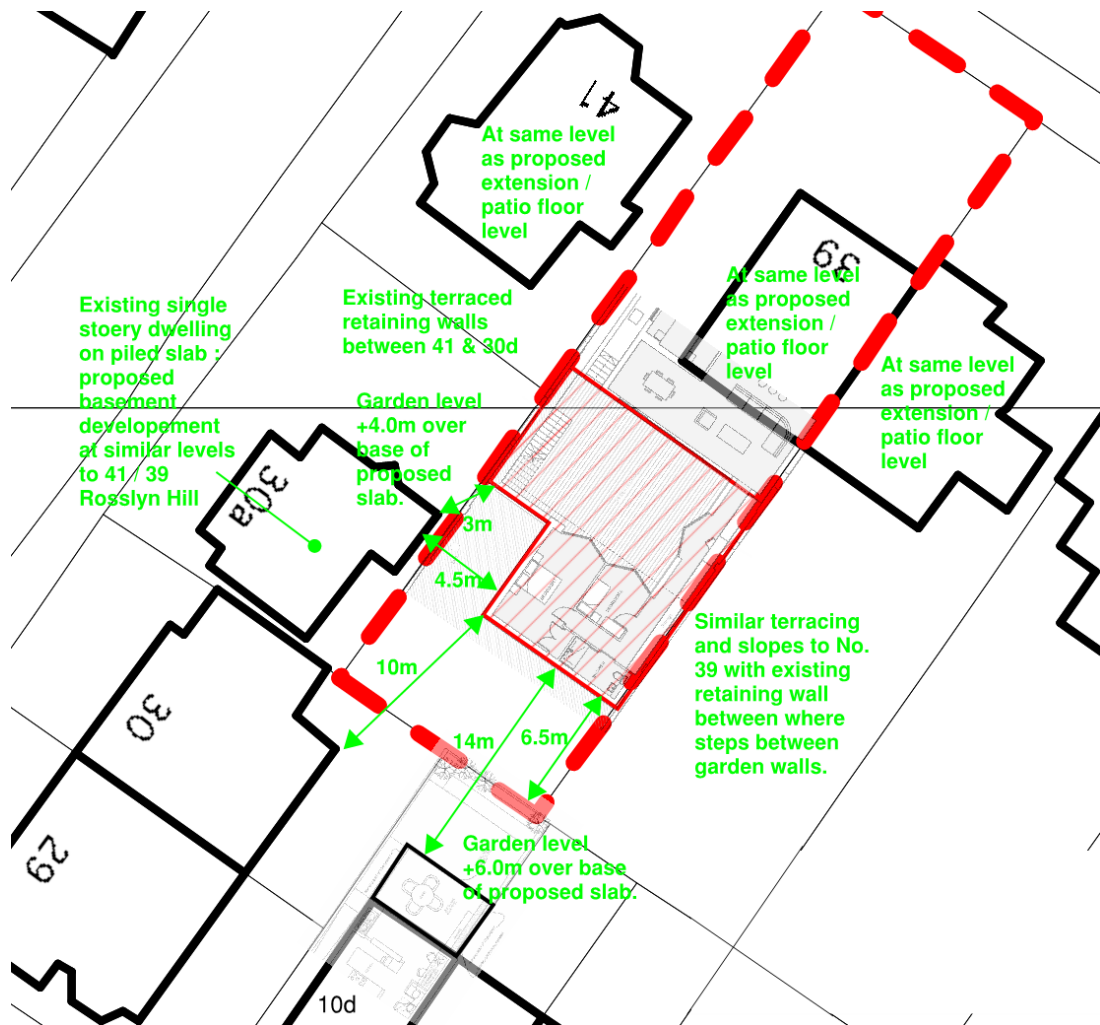 41
At same level
as proposed
extension /
patio floor
level
39
At same level
as proposed
extension /
patio floor
level
At same level
as proposed
extension /
patio floor
level
Existing single
stoery dwelling
on piled slab :
proposed
basement
developement
at similar levels
to 41 / 39
Rosslyn Hill
Existing terraced
retaining walls
between 41 & 30d
Garden level
+4.0m over
base of
proposed
slab.
30a
3m
4.5m
10m
14m
6.5m
Similar terracing
and slopes to No.
39 with existing
retaining wall
between where
steps between
garden walls.
30
29
Garden level
+6.0m over base
of proposed slab.
10d